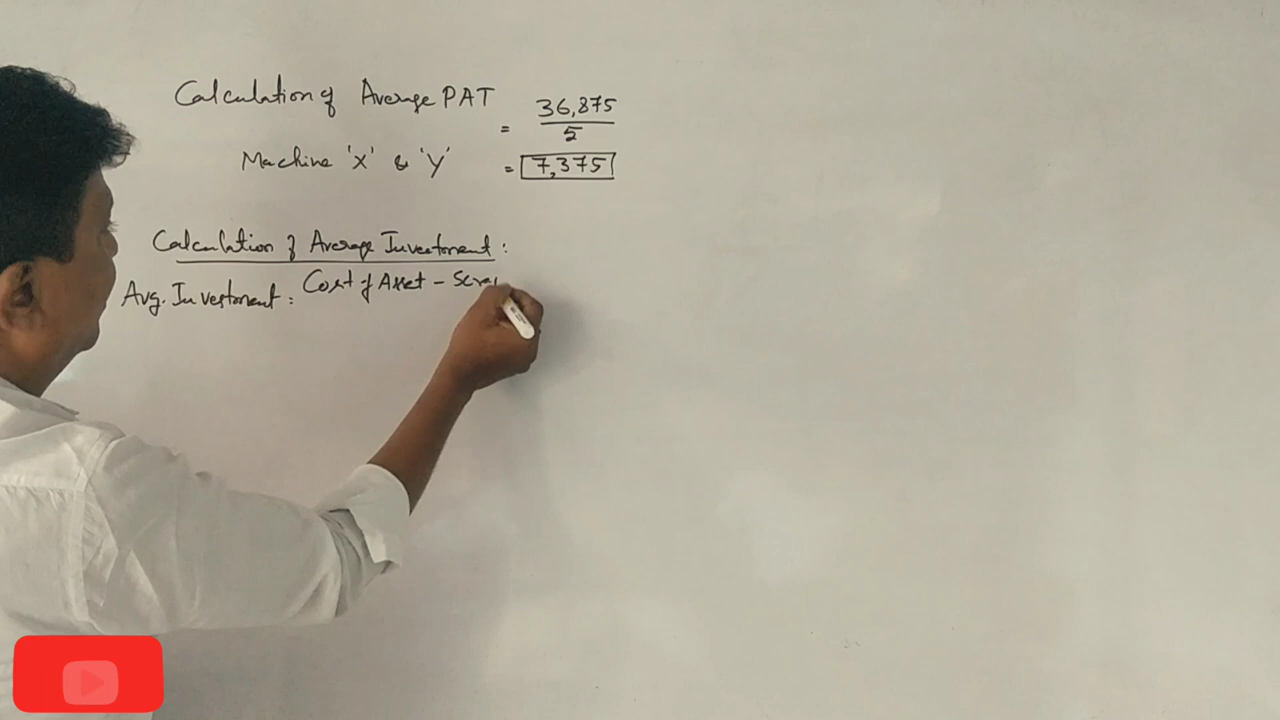 Calculation of Average PAT
= 36,875 / 5
Machine 'X' & 'Y' = 7,375
Calculation of Average Investment:
Avg. Investment: Cost of Asset - Scra